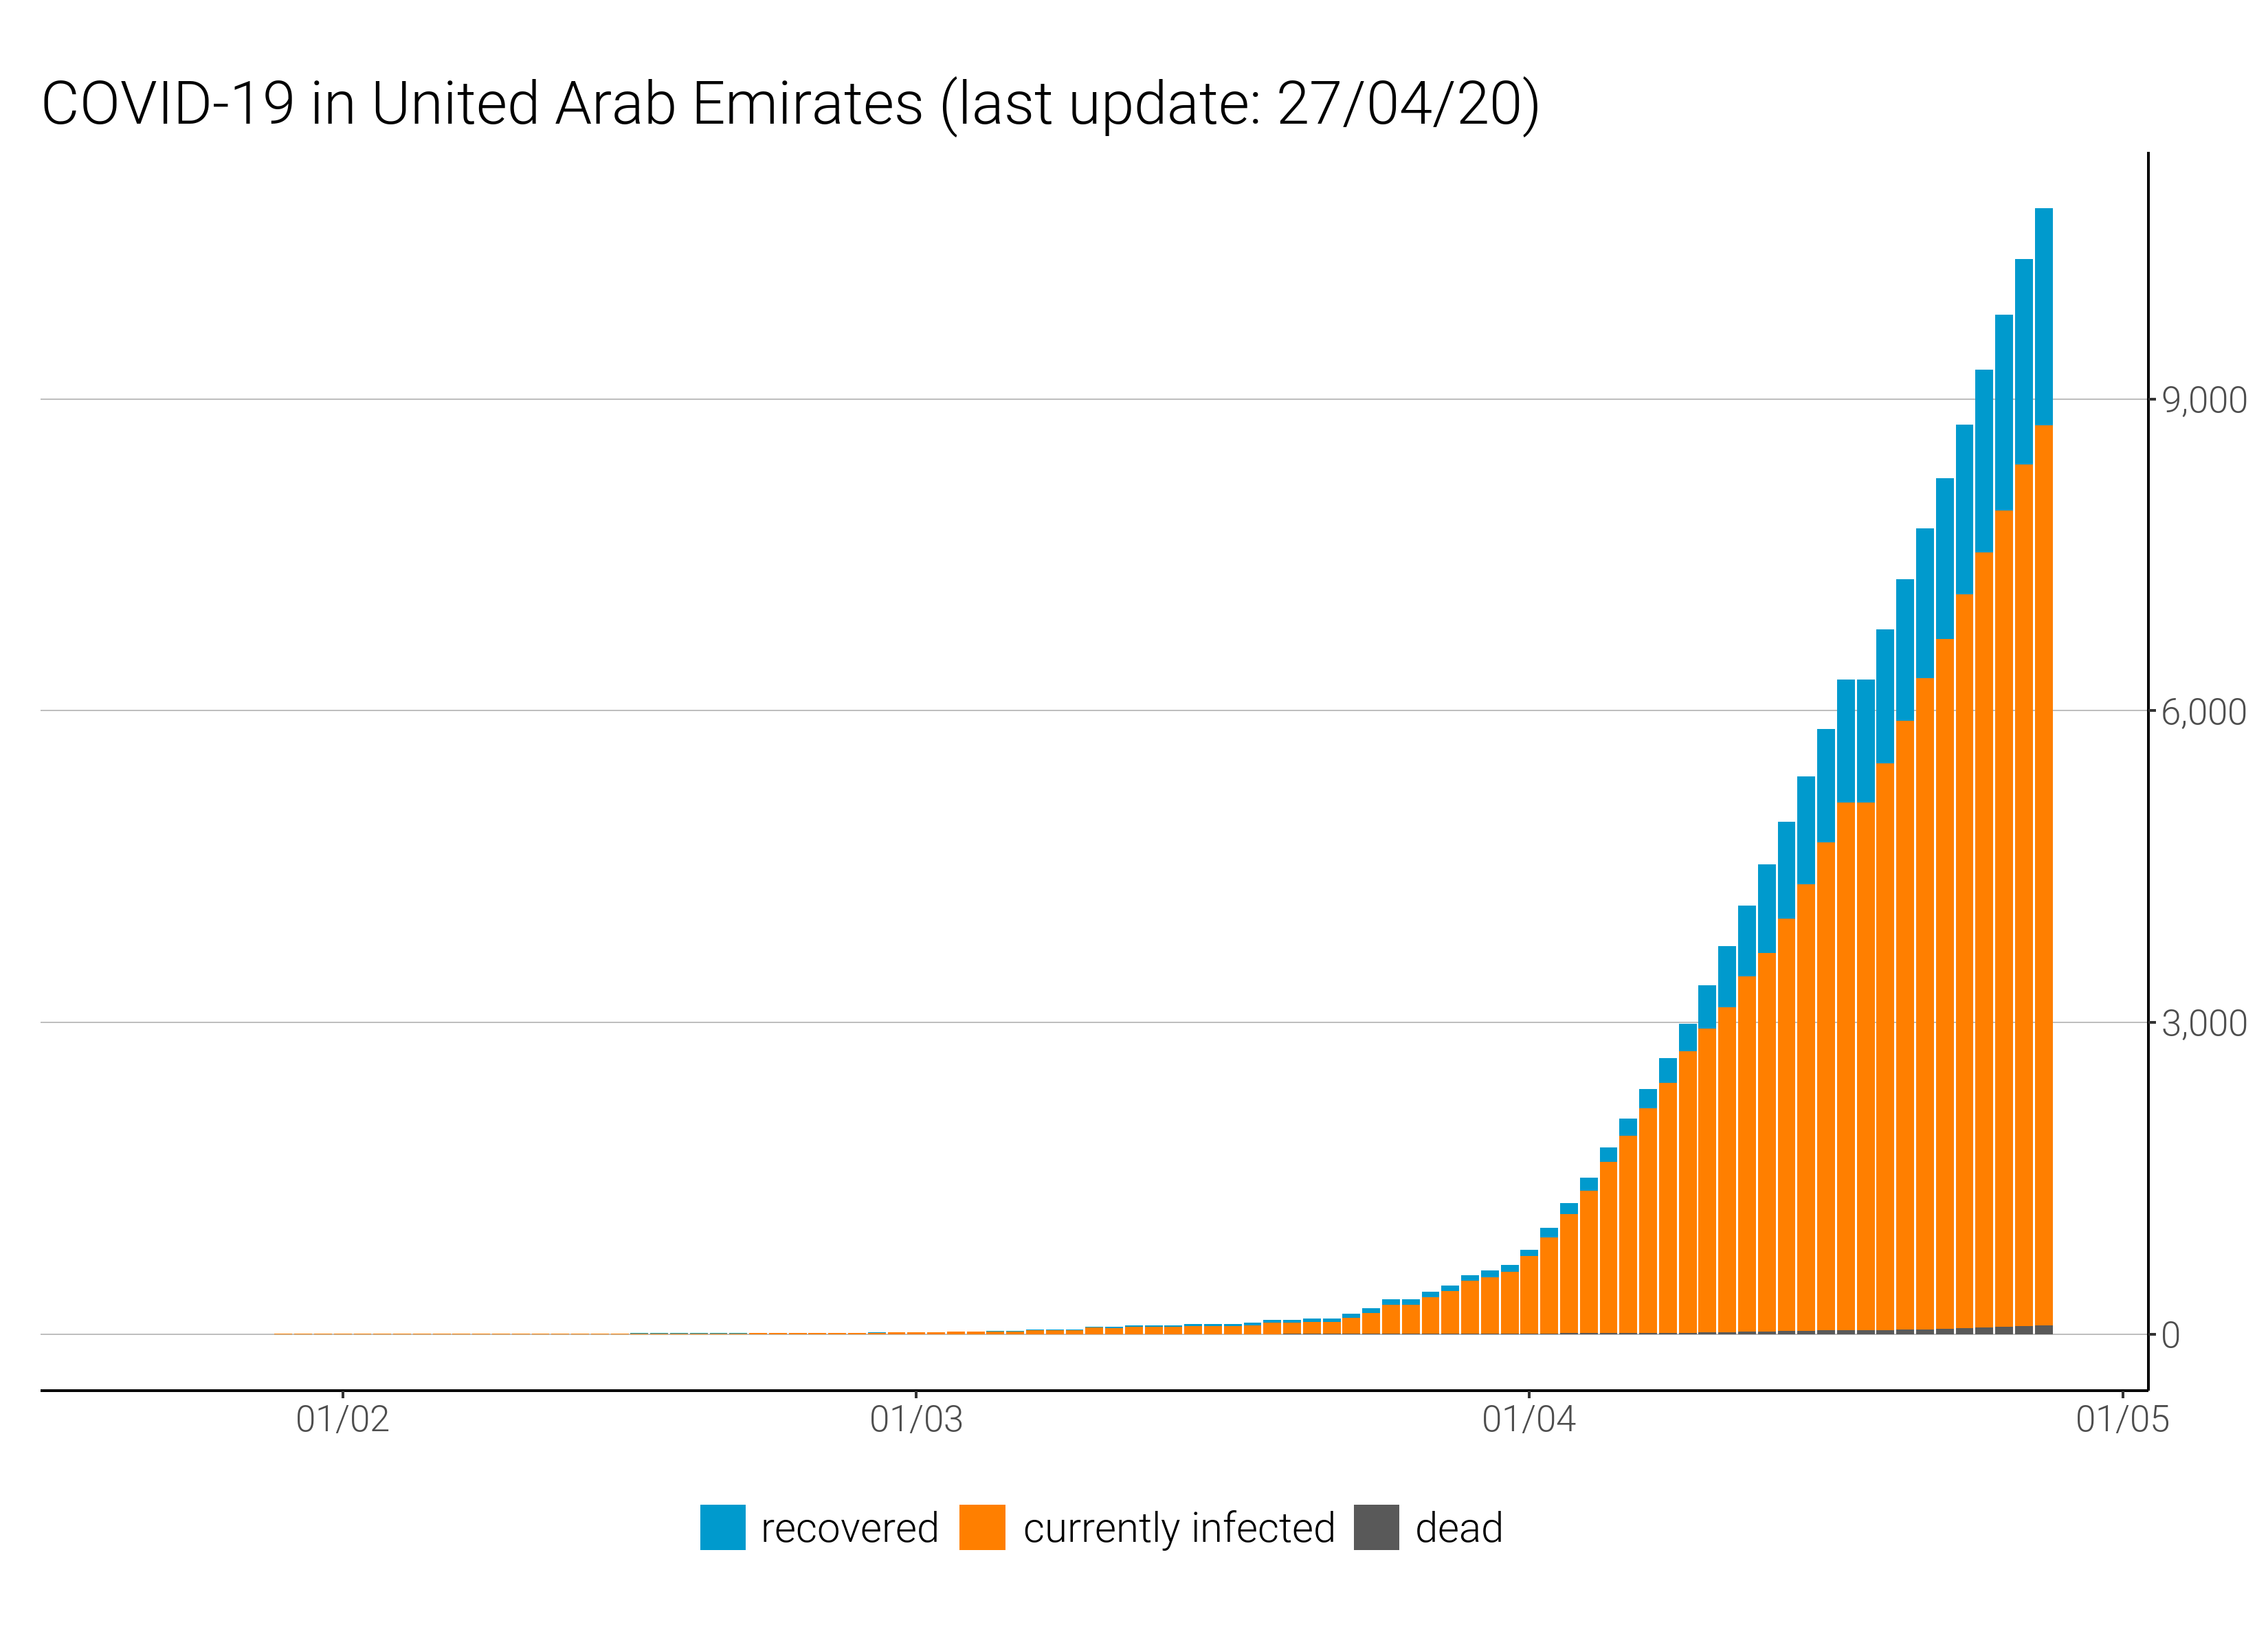 COVID-19 in United Arab Emirates (last update: 27/04/20)
9,000
6,000
3,000
0
01/02 01/03 01/04 01/05
recovered currently infected dead